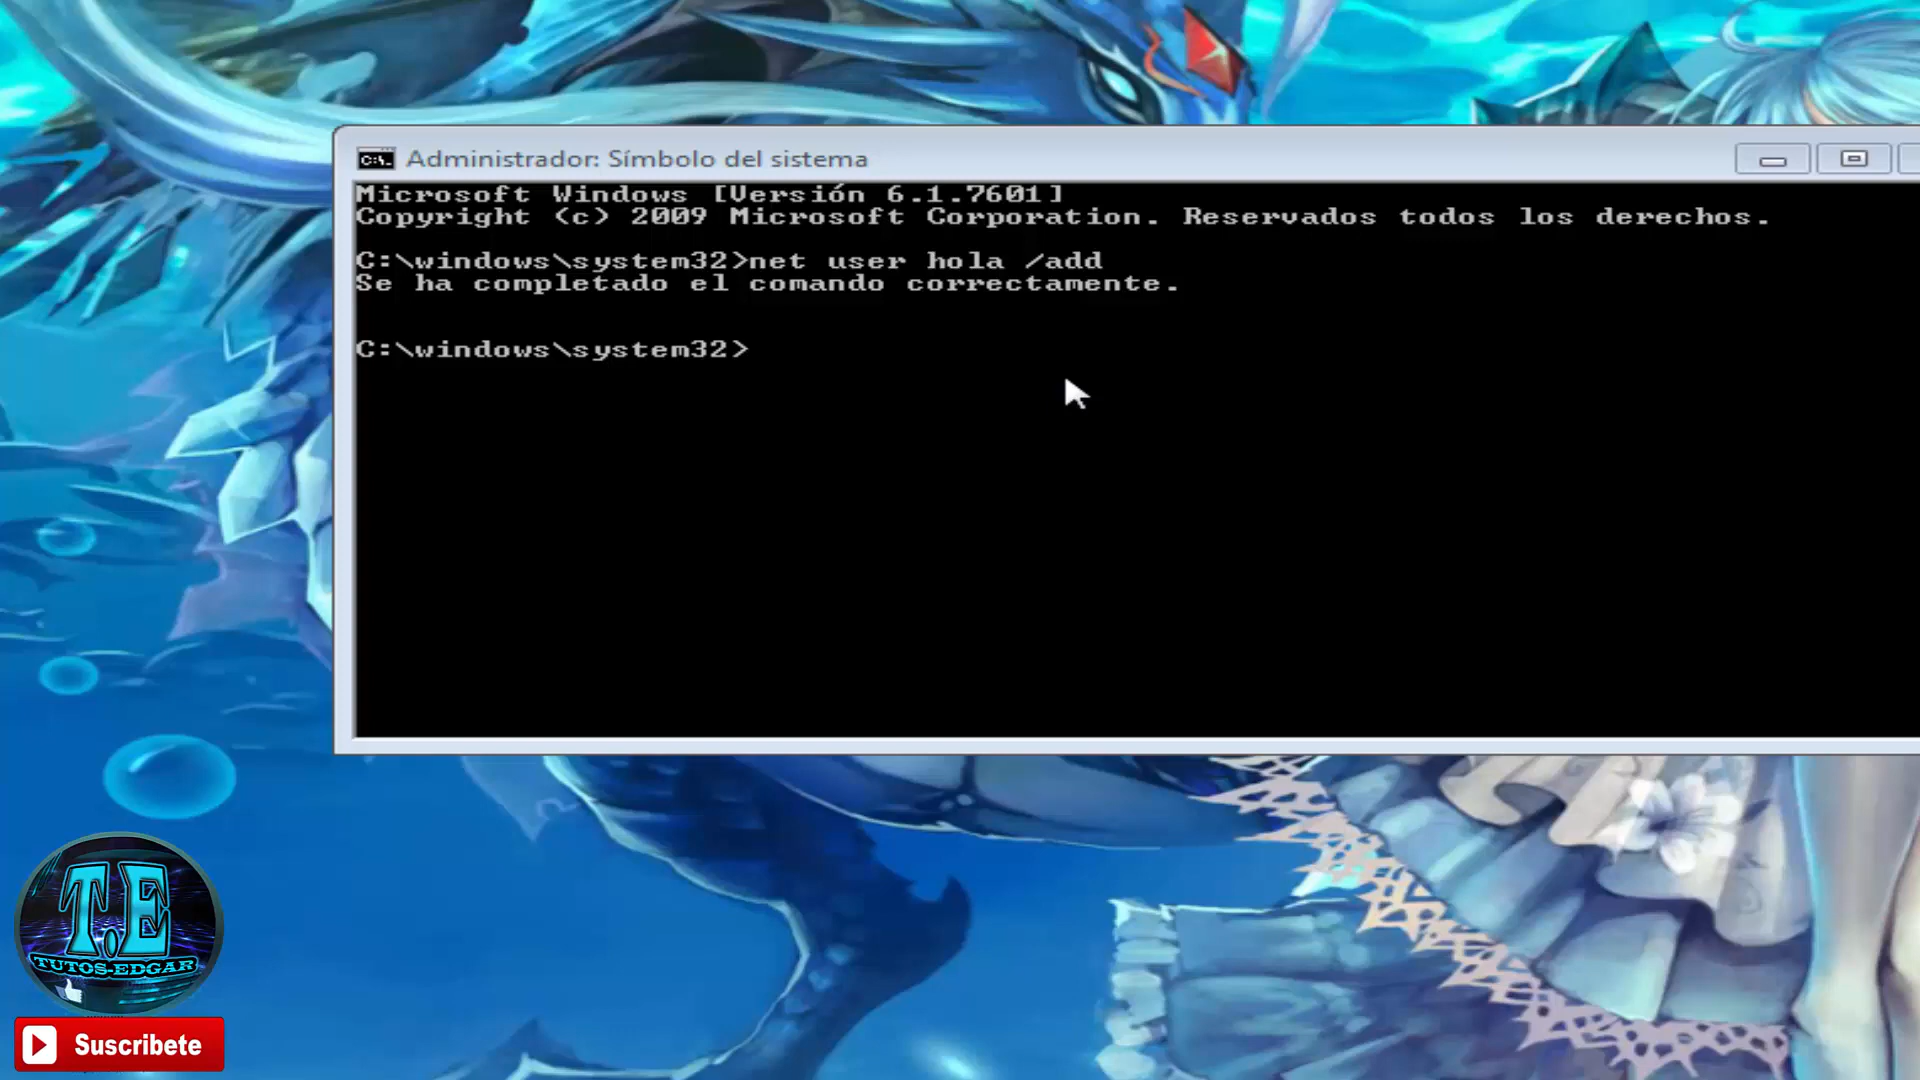 Administrador: Símbolo del sistema
Microsoft Windows [Versión 6.1.7601]
Copyright (c) 2009 Microsoft Corporation. Reservados todos los derechos.
C:\windows\system32>net user hola /add
Se ha completado el comando correctamente.
C:\windows\system32>
T.E
TUTOS-EDGAR
Suscribete